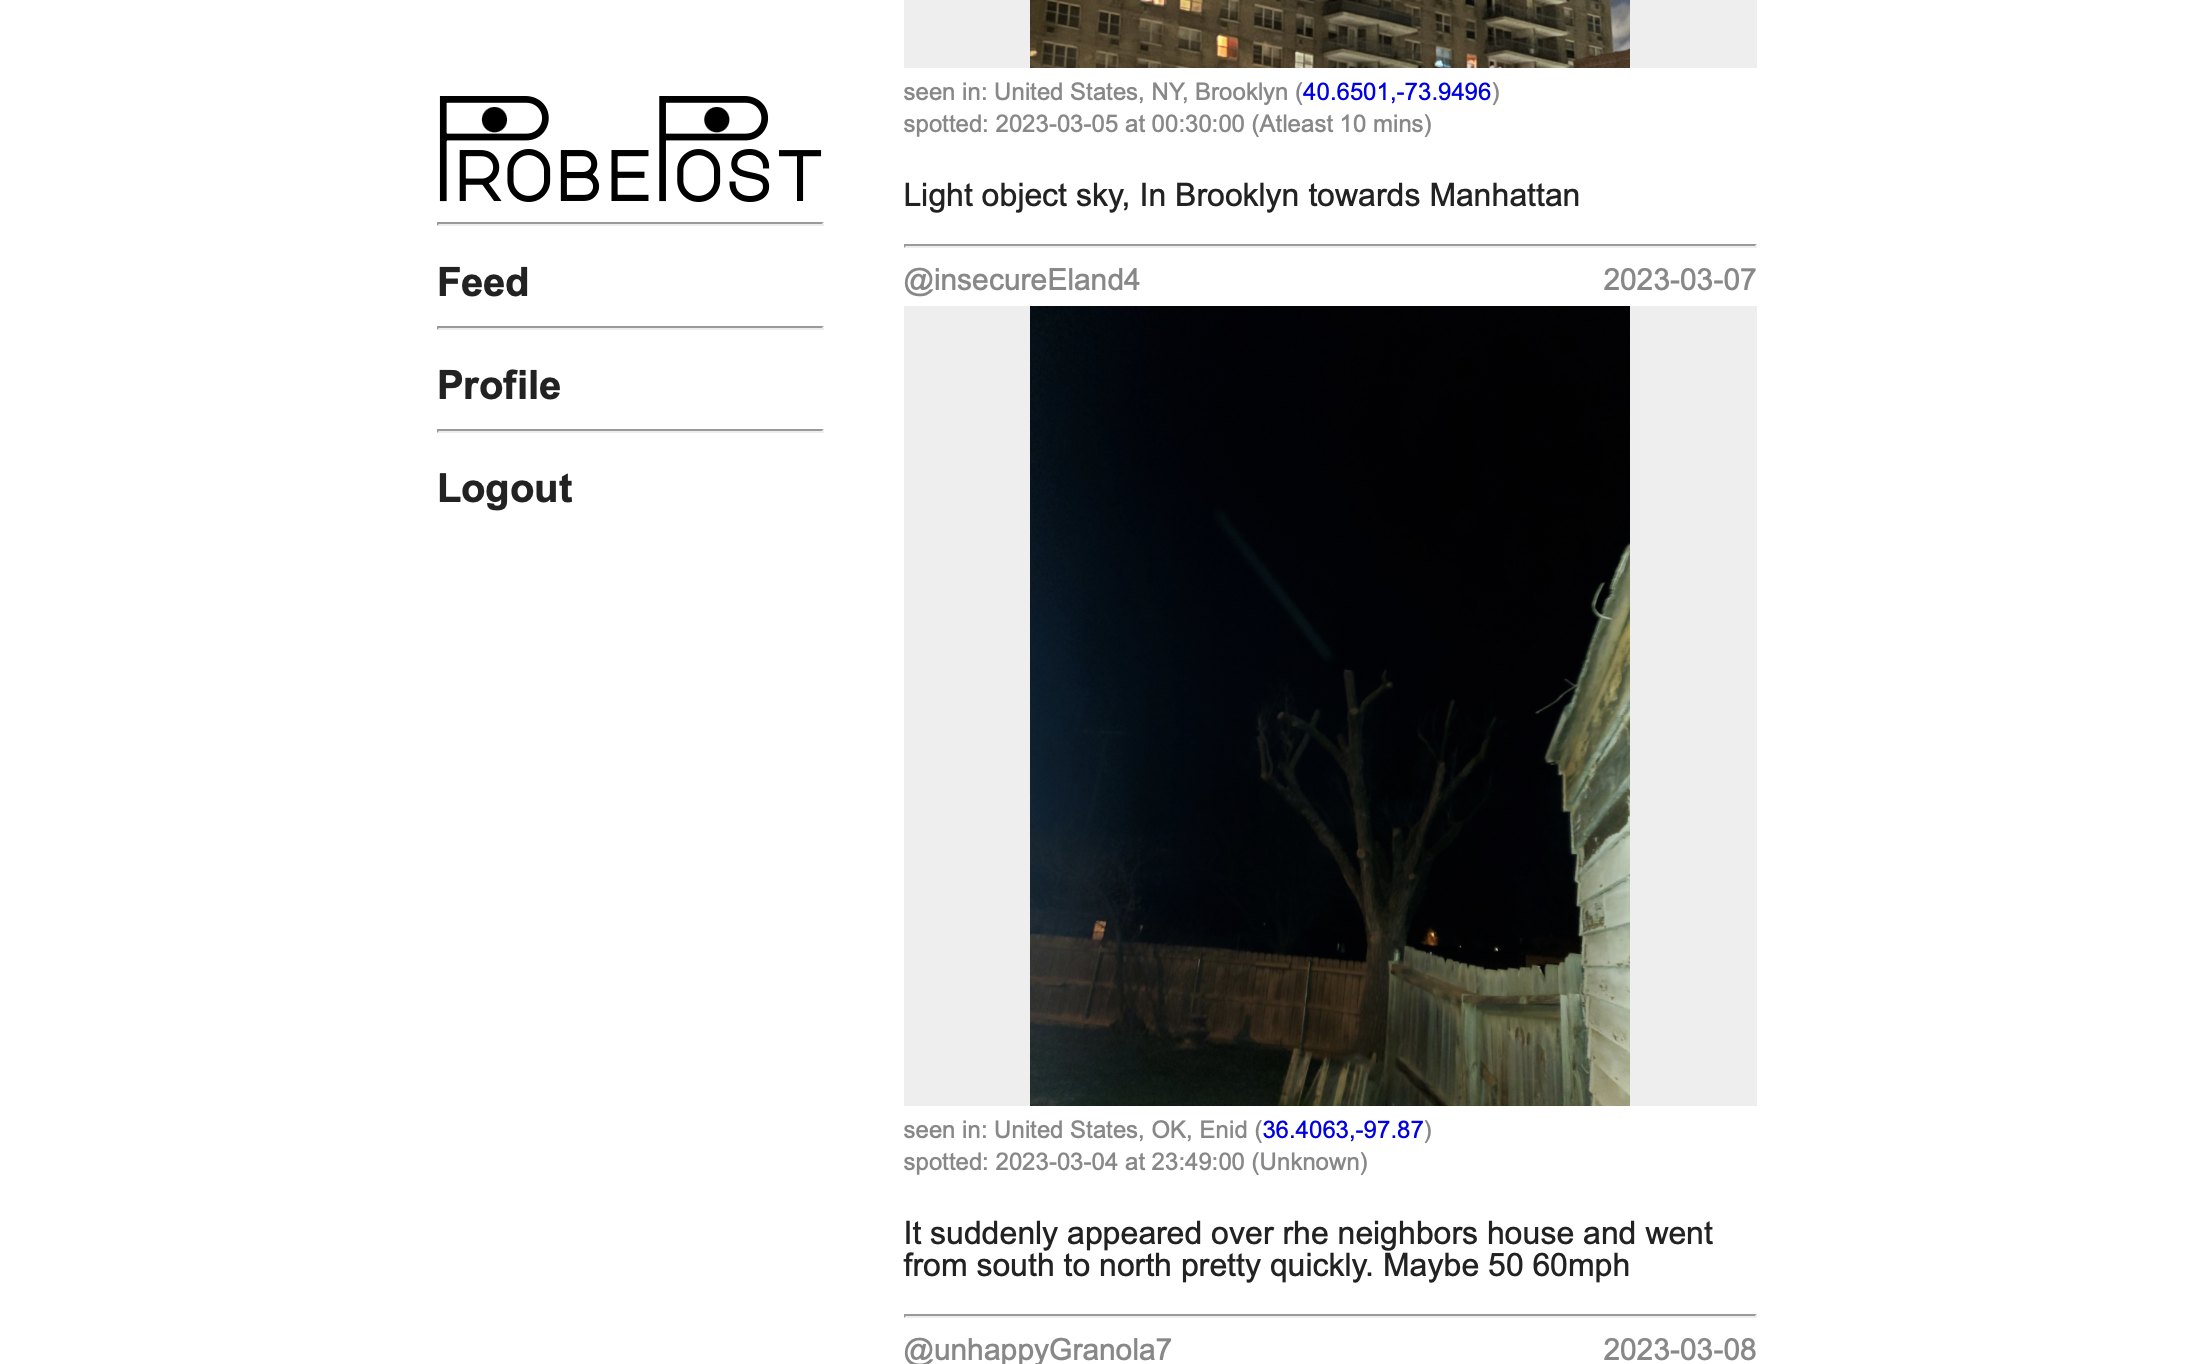 PROBEPOST
Feed
Profile
Logout
seen in: United States, NY, Brooklyn (40.6501,-73.9496)
spotted: 2023-03-05 at 00:30:00 (Atleast 10 mins)
Light object sky, In Brooklyn towards Manhattan
@insecureEland4 2023-03-07
seen in: United States, OK, Enid (36.4063,-97.87)
spotted: 2023-03-04 at 23:49:00 (Unknown)
It suddenly appeared over rhe neighbors house and went
from south to north pretty quickly. Maybe 50 60mph
@unhappyGranola7 2023-03-08